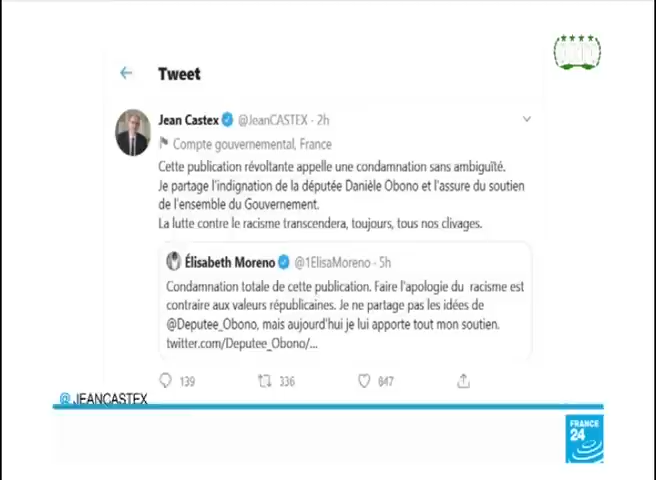 Tweet
Jean Castex @JeanCASTEX · 2h
Compte gouvernemental, France
Cette publication révoltante appelle une condamnation sans ambiguïté.
Je partage l'indignation de la députée Danièle Obono et l'assure du soutien
de l'ensemble du Gouvernement.
La lutte contre le racisme transcendera, toujours, tous nos clivages.
Élisabeth Moreno @1ElisaMoreno · 5h
Condamnation totale de cette publication. Faire l'apologie du racisme est
contraire aux valeurs républicaines. Je ne partage pas les idées de
@Deputee_Obono, mais aujourd'hui je lui apporte tout mon soutien.
twitter.com/Deputee_Obono/...
139 336 847
@JEANCASTEX
FRANCE
24